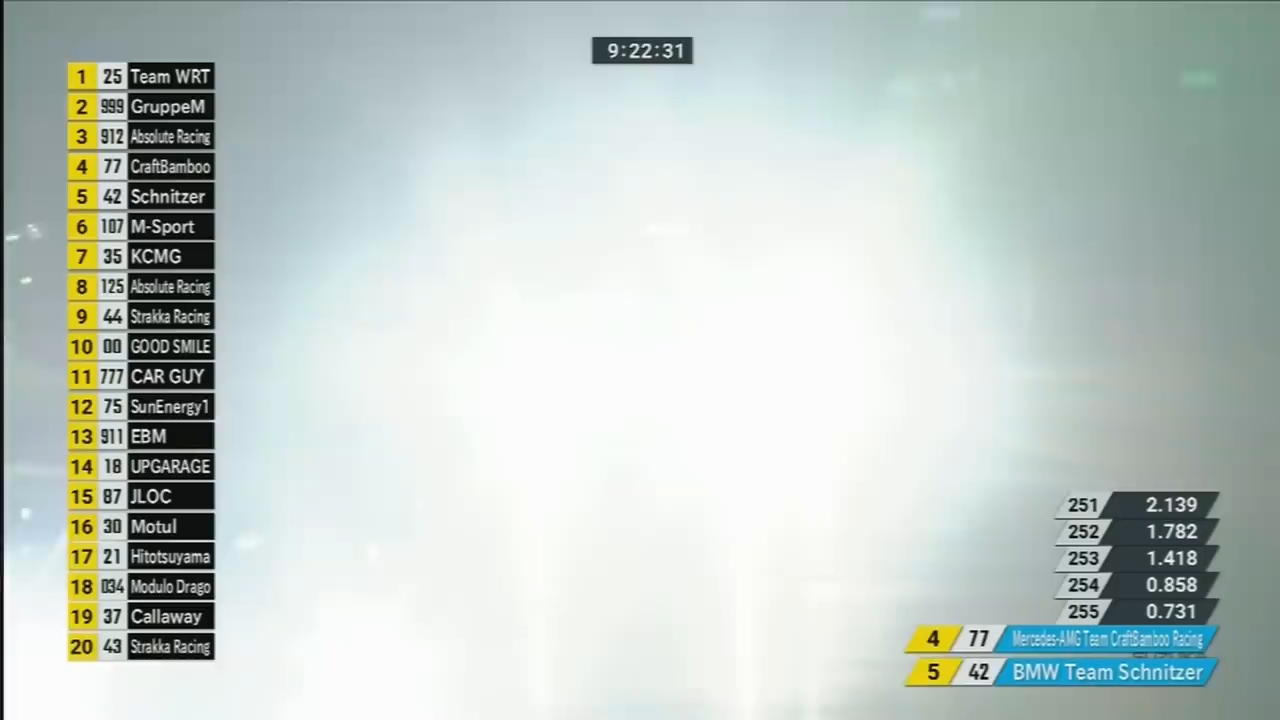 9:22:31
1 25 Team WRT
2 999 GruppeM
3 912 Absolute Racing
4 77 CraftBamboo
5 42 Schnitzer
6 107 M-Sport
7 35 KCMG
8 125 Absolute Racing
9 44 Strakka Racing
10 00 GOOD SMILE
11 777 CAR GUY
12 75 SunEnergy1
13 911 EBM
14 18 UPGARAGE
15 87 JLOC
16 30 Motul
17 21 Hitotsuyama
18 034 Modulo Drago
19 37 Callaway
20 43 Strakka Racing
251 2.139
252 1.782
253 1.418
254 0.858
255 0.731
4 77 Mercedes-AMG Team CraftBamboo Racing
5 42 BMW Team Schnitzer